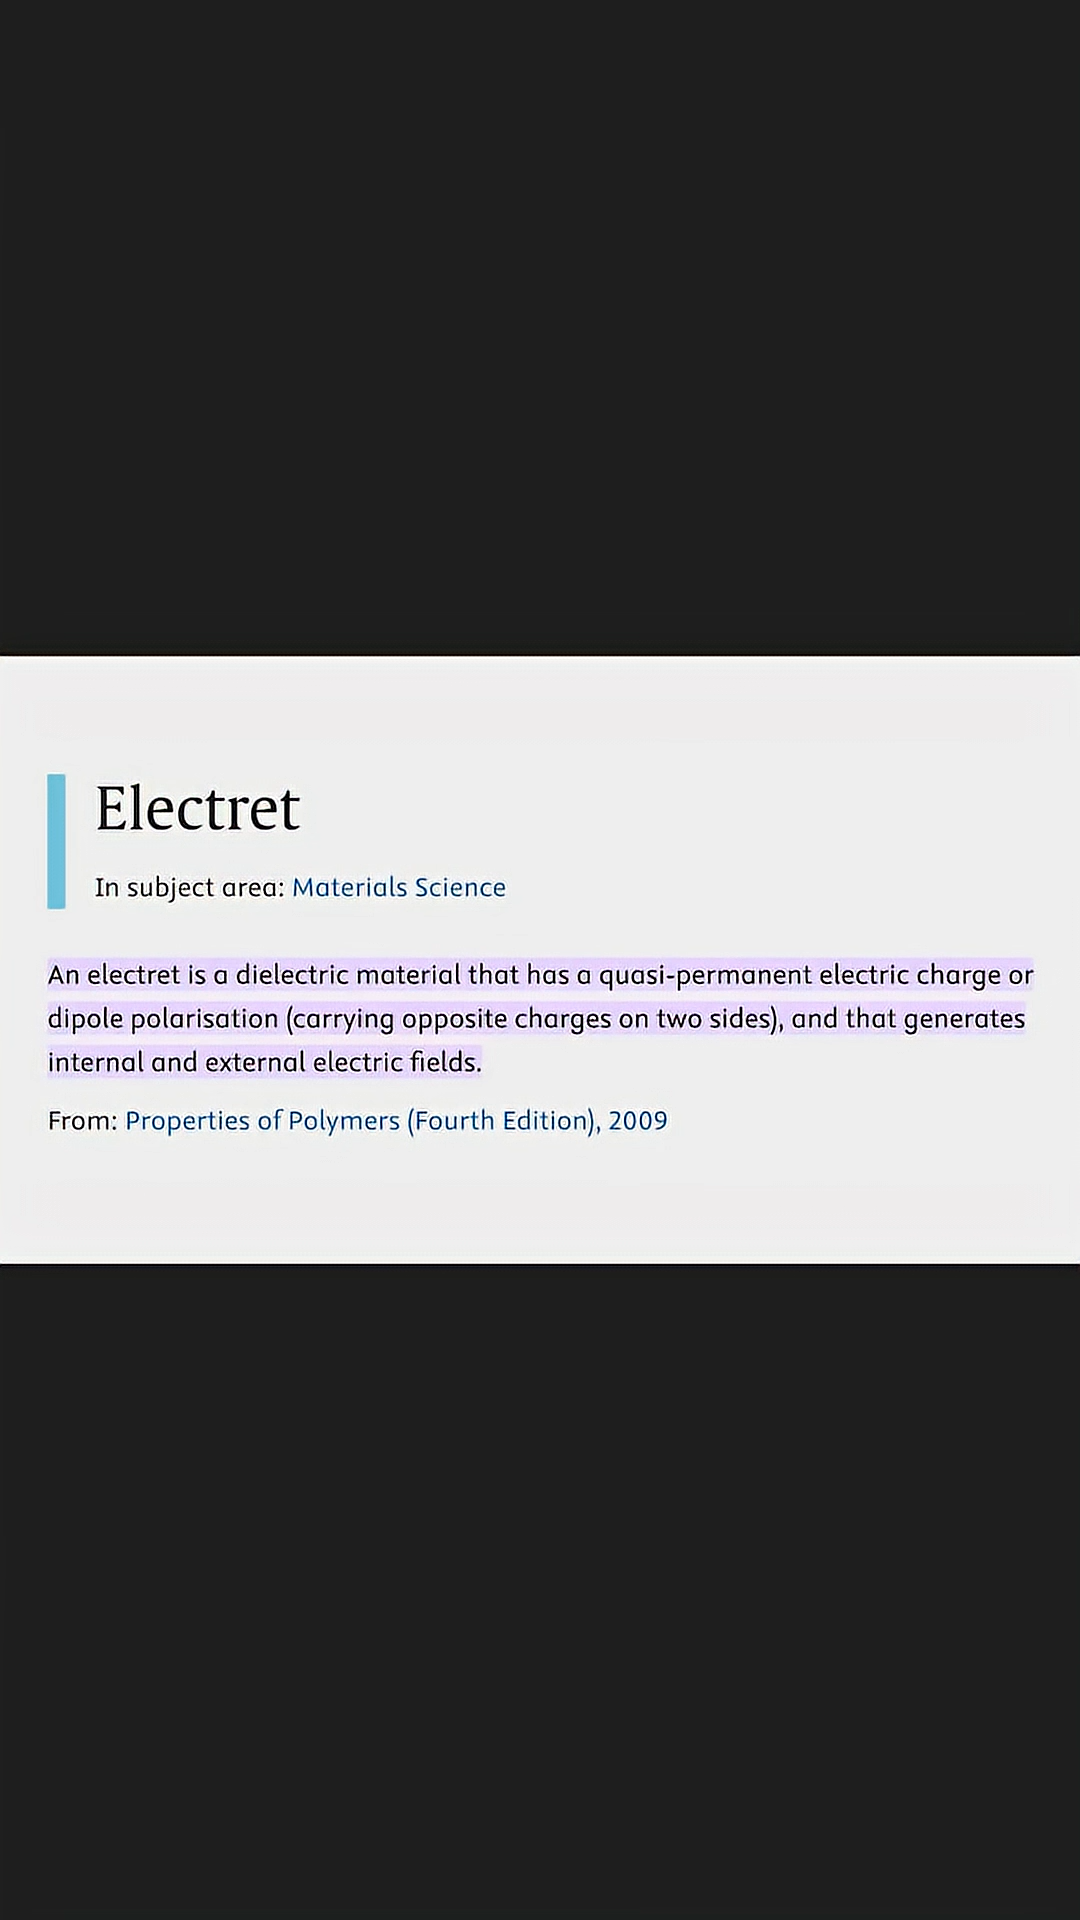 Electret
In subject area: Materials Science
An electret is a dielectric material that has a quasi-permanent electric charge or
dipole polarisation (carrying opposite charges on two sides), and that generates
internal and external electric fields.
From: Properties of Polymers (Fourth Edition), 2009